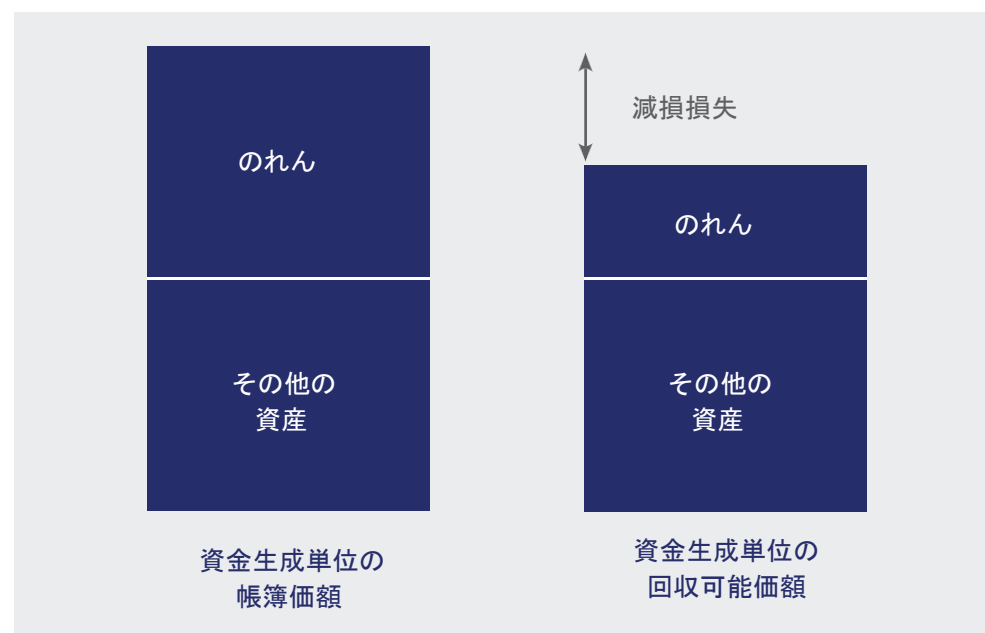 のれん
その他の
資産
資金生成単位の
帳簿価額
減損損失
のれん
その他の
資産
資金生成単位の
回収可能価額